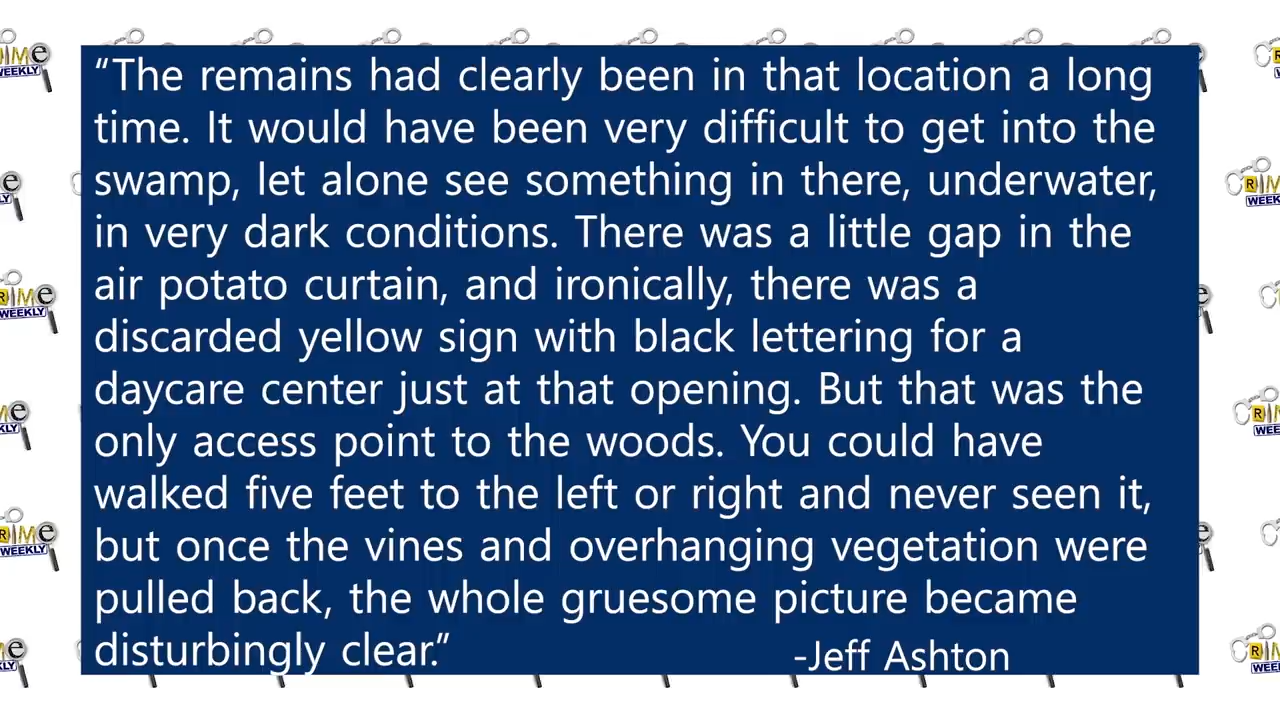 “The remains had clearly been in that location a long
time. It would have been very difficult to get into the
swamp, let alone see something in there, underwater,
in very dark conditions. There was a little gap in the
air potato curtain, and ironically, there was a
discarded yellow sign with black lettering for a
daycare center just at that opening. But that was the
only access point to the woods. You could have
walked five feet to the left or right and never seen it,
but once the vines and overhanging vegetation were
pulled back, the whole gruesome picture became
disturbingly clear.”
-Jeff Ashton
WEEKLY
WEEKLY
WEEKLY